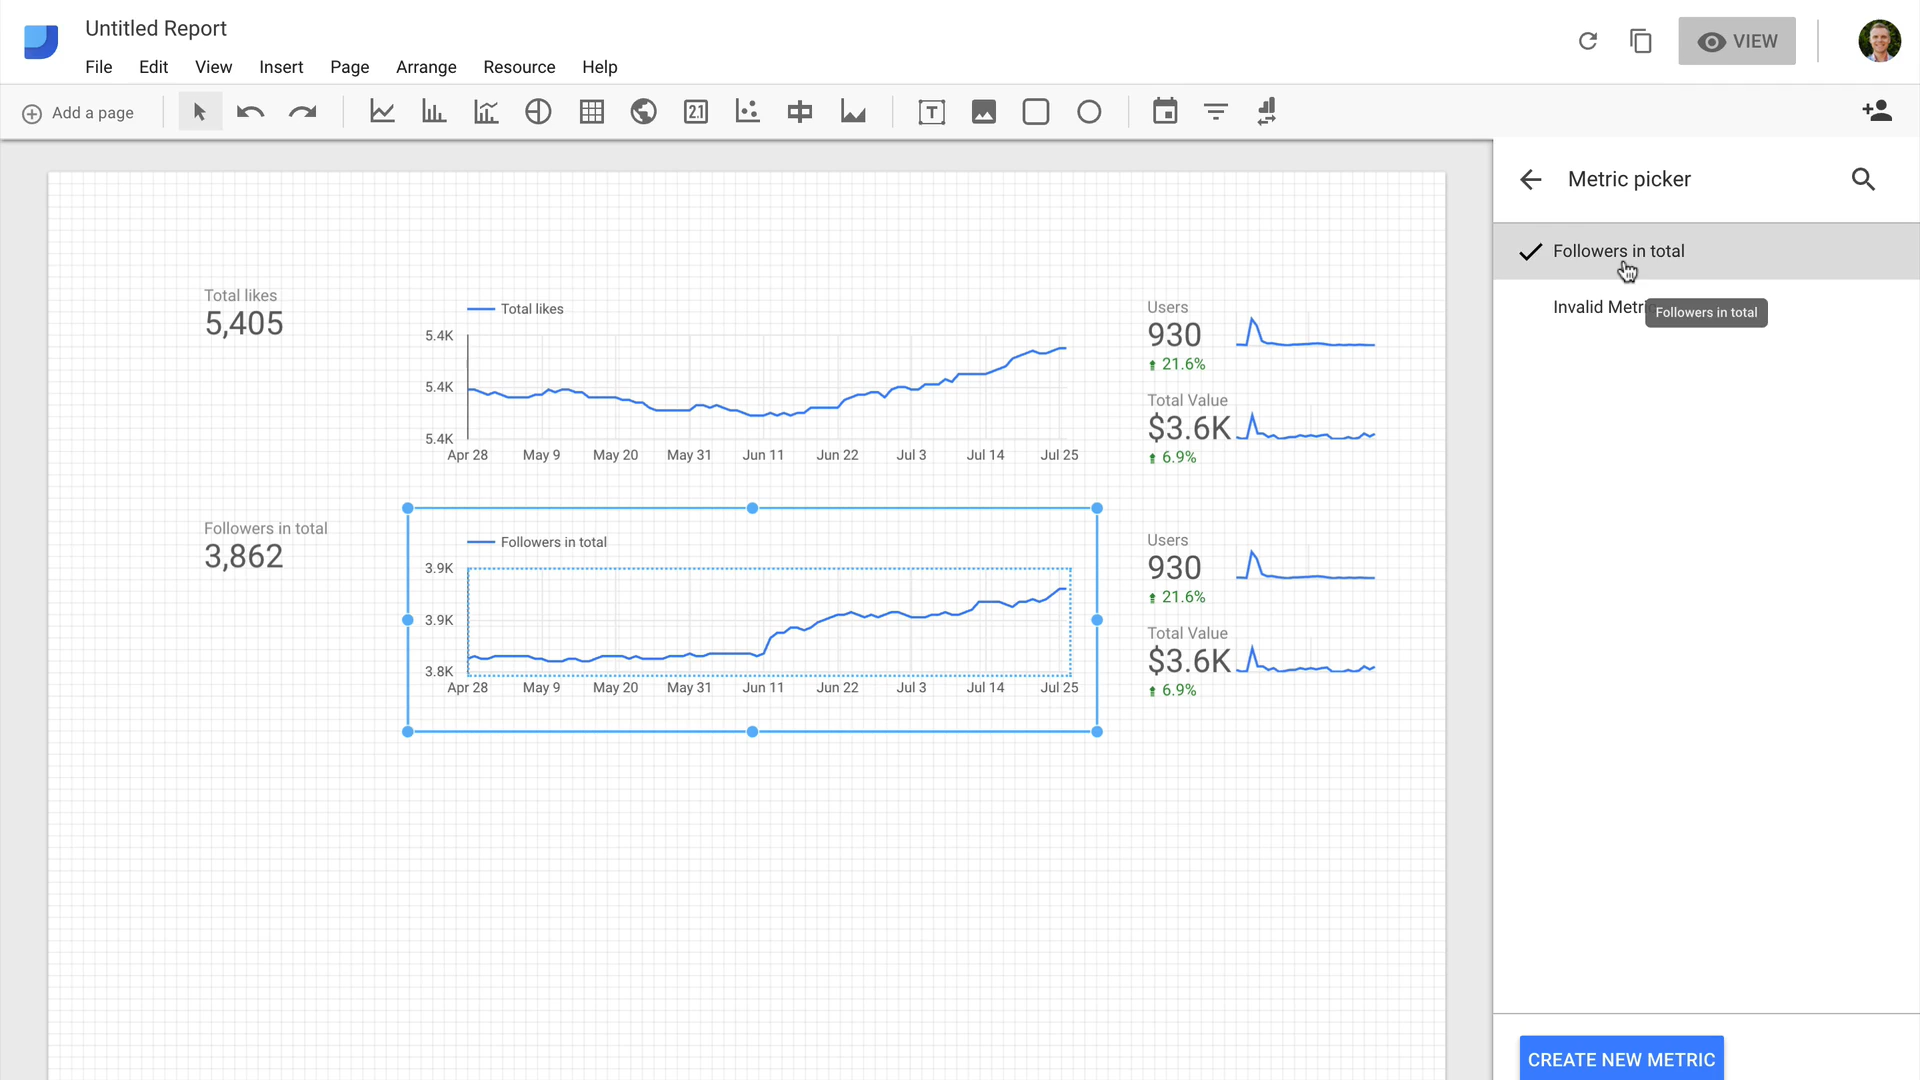 Untitled Report
File Edit View Insert Page Arrange Resource Help
VIEW
Add a page
2.1
T
Metric picker
Followers in total
Invalid Metri
Followers in total
Total likes
5,405
Total likes
5.4K
5.4K
5.4K
Apr 28 May 9 May 20 May 31 Jun 11 Jun 22 Jul 3 Jul 14 Jul 25
Users
930
21.6%
Total Value
$3.6K
6.9%
Followers in total
3,862
Followers in total
3.9K
3.9K
3.8K
Apr 28 May 9 May 20 May 31 Jun 11 Jun 22 Jul 3 Jul 14 Jul 25
Users
930
21.6%
Total Value
$3.6K
6.9%
CREATE NEW METRIC